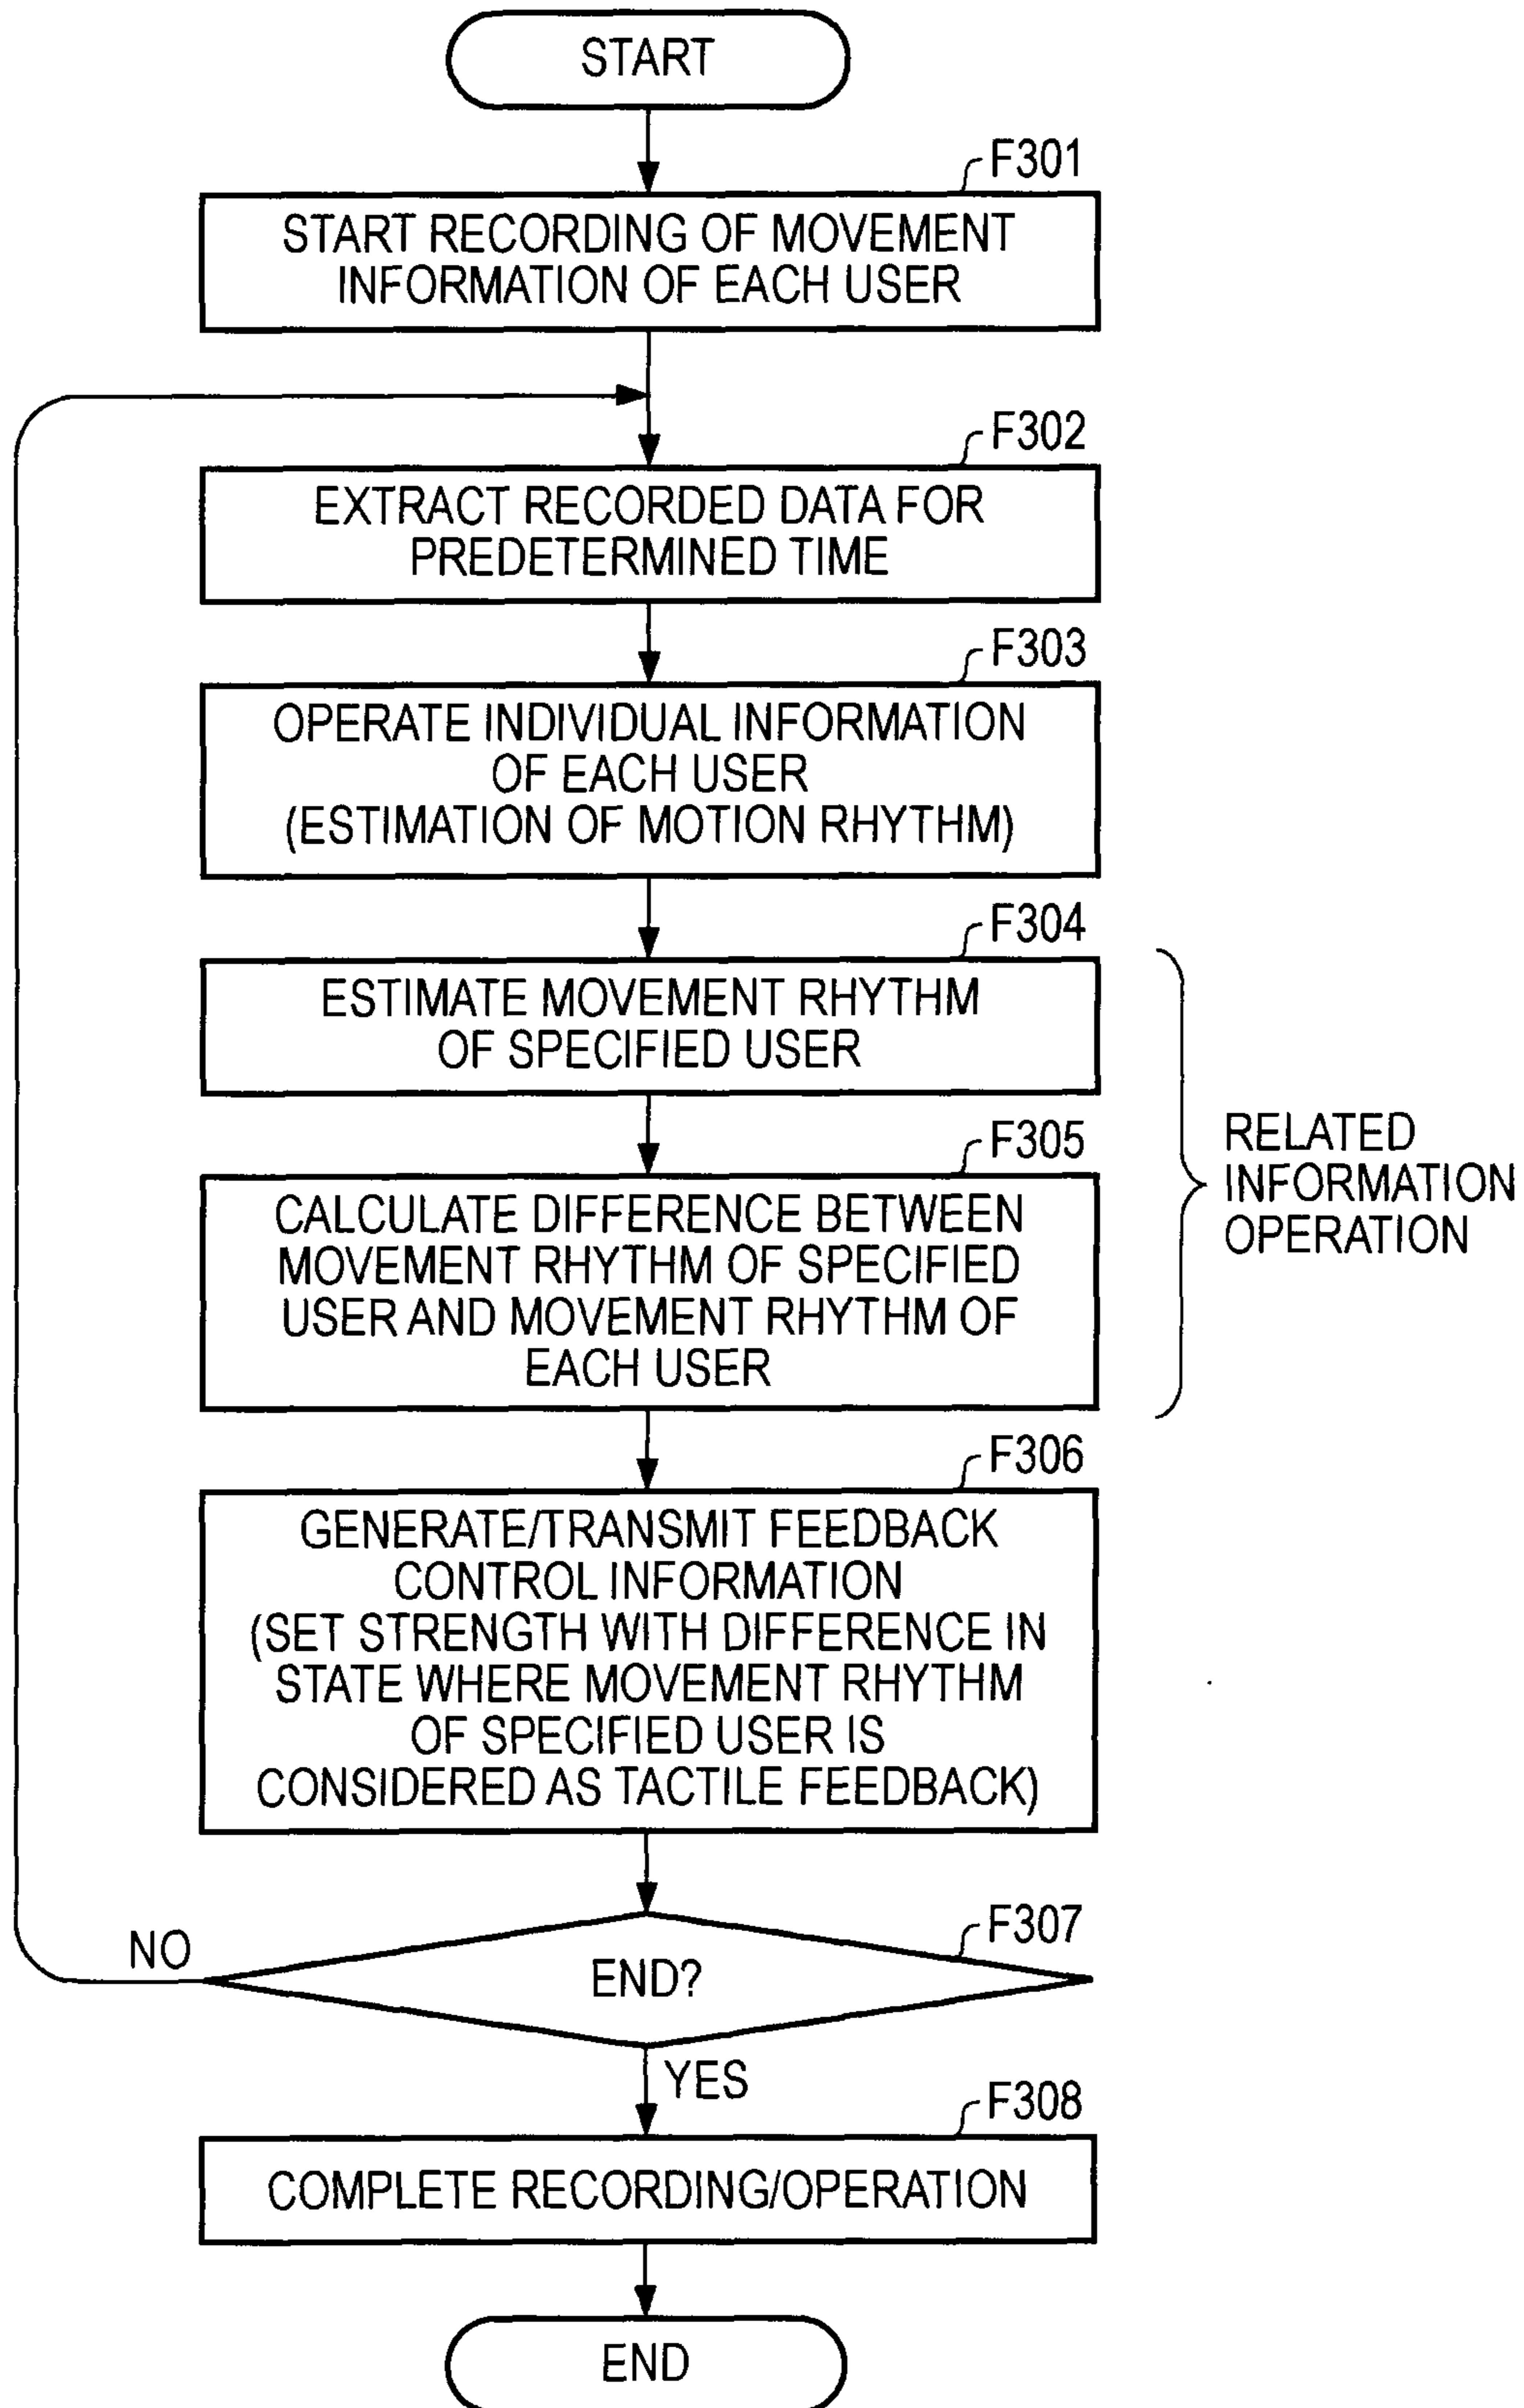 START
F301
START RECORDING OF MOVEMENT
INFORMATION OF EACH USER
F302
EXTRACT RECORDED DATA FOR
PREDETERMINED TIME
F303
OPERATE INDIVIDUAL INFORMATION
OF EACH USER
(ESTIMATION OF MOTION RHYTHM)
F304
ESTIMATE MOVEMENT RHYTHM
OF SPECIFIED USER
F305
CALCULATE DIFFERENCE BETWEEN
MOVEMENT RHYTHM OF SPECIFIED
USER AND MOVEMENT RHYTHM OF
EACH USER
RELATED
INFORMATION
OPERATION
F306
GENERATE/TRANSMIT FEEDBACK
CONTROL INFORMATION
(SET STRENGTH WITH DIFFERENCE IN
STATE WHERE MOVEMENT RHYTHM
OF SPECIFIED USER IS
CONSIDERED AS TACTILE FEEDBACK)
F307
NO
END?
YES
F308
COMPLETE RECORDING/OPERATION
END